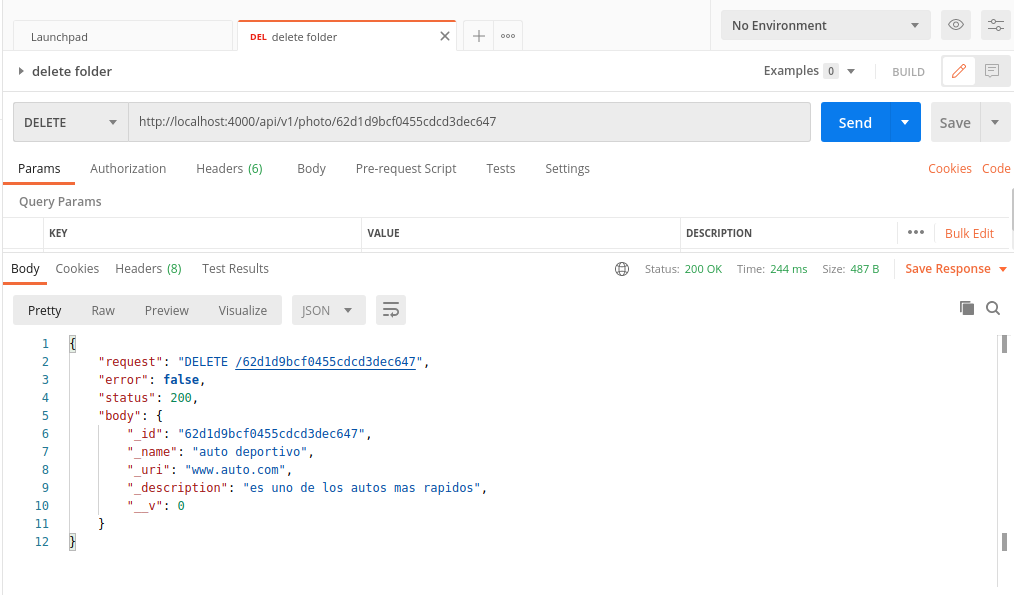 Launchpad
DEL delete folder
No Environment
delete folder
Examples 0
BUILD
DELETE
http://localhost:4000/api/v1/photo/62d1d9bcf0455cdcd3dec647
Send
Save
Params Authorization Headers (6) Body Pre-request Script Tests Settings Cookies Code
Query Params
KEY VALUE DESCRIPTION Bulk Edit
Body Cookies Headers (8) Test Results Status: 200 OK Time: 244 ms Size: 487 B Save Response
Pretty Raw Preview Visualize JSON
1 {
2 "request": "DELETE /62d1d9bcf0455cdcd3dec647",
3 "error": false,
4 "status": 200,
5 "body": {
6 "_id": "62d1d9bcf0455cdcd3dec647",
7 "_name": "auto deportivo",
8 "_uri": "www.auto.com",
9 "_description": "es uno de los autos mas rapidos",
10 "__v": 0
11 }
12 }